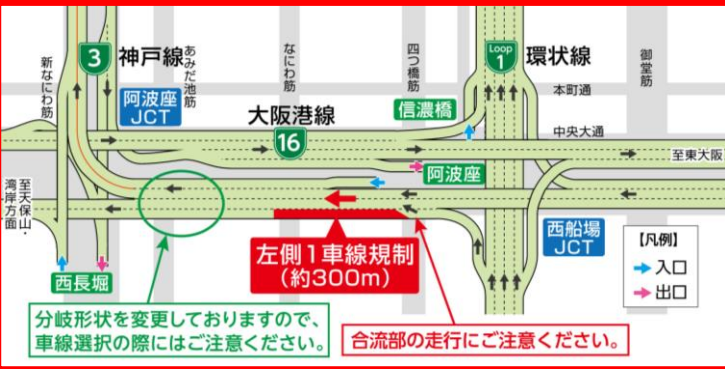 新なにわ筋
3
神戸線
あみだ池筋
なにわ筋
四つ橋筋
Loop
1
環状線
御堂筋
阿波座
JCT
大阪港線
16
信濃橋
本町通
中央大通
至東大阪
阿波座
至天保山・
湾岸方面
西船場
JCT
左側1車線規制
(約300m)
西長堀
【凡例】
入口
出口
分岐形状を変更しておりますので、
車線選択の際にはご注意ください。
合流部の走行にご注意ください。